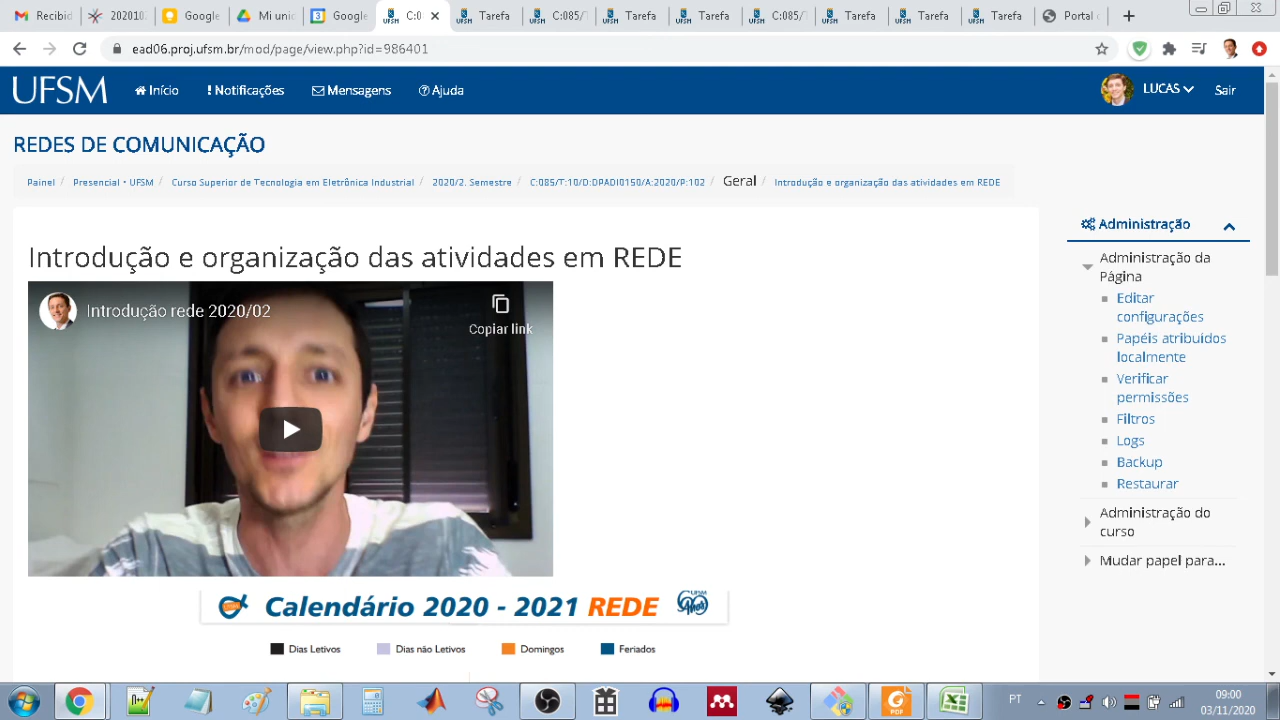 Recibid
202010
Google
Mi uni
Google
C:0
Tarefa
C:085/
Tarefa
Tarefa
C:085/
Tarefa
Tarefa
Tarefa
Portal
ead06.proj.ufsm.br/mod/page/view.php?id=986401
UFSM
Início
! Notificações
Mensagens
Ajuda
LUCAS
Sair
REDES DE COMUNICAÇÃO
Painel / Presencial • UFSM / Curso Superior de Tecnologia em Eletrônica Industrial / 2020/2. Semestre / C:085/T:10/D:DPADI0150/A:2020/P:102 / Geral / Introdução e organização das atividades em REDE
Introdução e organização das atividades em REDE
Introdução rede 2020/02
Copiar link
Calendário 2020 - 2021 REDE
Dias Letivos
Dias não Letivos
Domingos
Feriados
Administração
Administração da
Página
Editar
configurações
Papéis atribuídos
localmente
Verificar
permissões
Filtros
Logs
Backup
Restaurar
Administração do
curso
Mudar papel para...
PT
09:00
03/11/2020